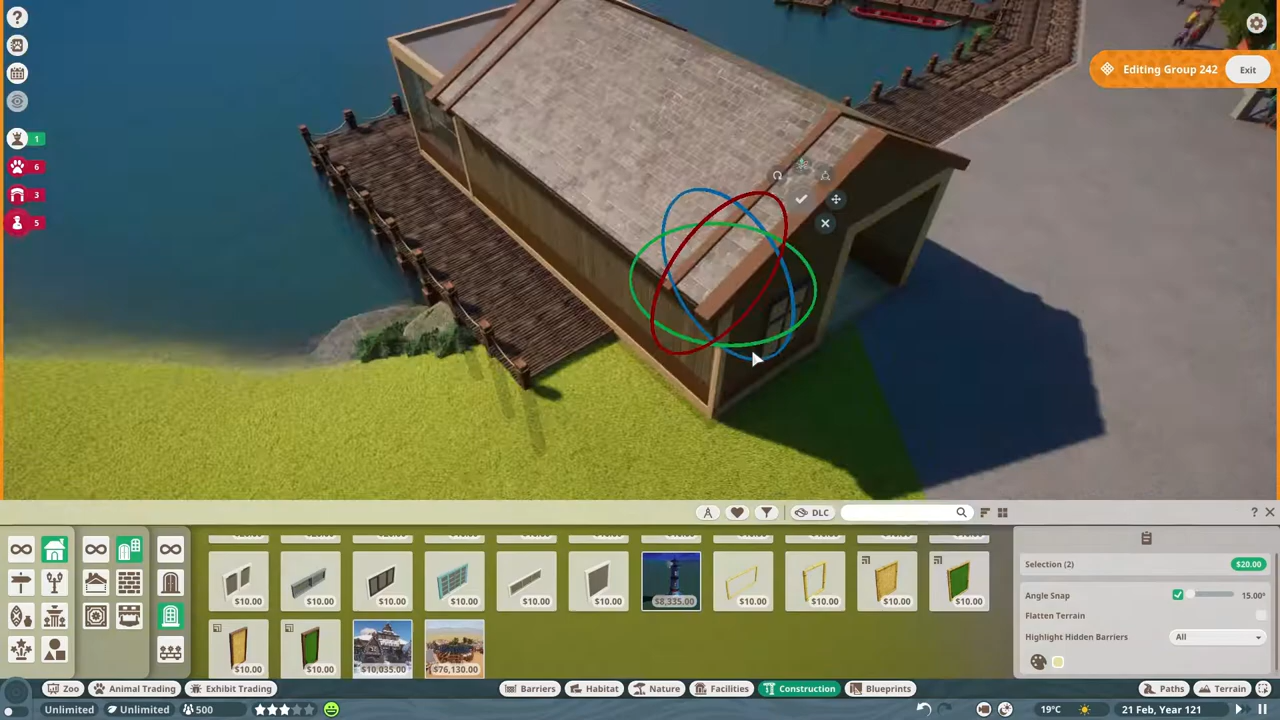 ?
Editing Group 242
Exit
1
6
3
5
DLC
?
$10.00
$10.00
$10.00
$10.00
$10.00
$10.00
$8,335.00
$10.00
$10.00
$10.00
$10.00
$10.00
$10.00
$10,035.00
$76,130.00
Selection (2)
$20.00
Angle Snap
15.00°
Flatten Terrain
Highlight Hidden Barriers
All
Zoo
Animal Trading
Exhibit Trading
Barriers
Habitat
Nature
Facilities
Construction
Blueprints
Paths
Terrain
Unlimited
Unlimited
500
19°C
21 Feb, Year 121